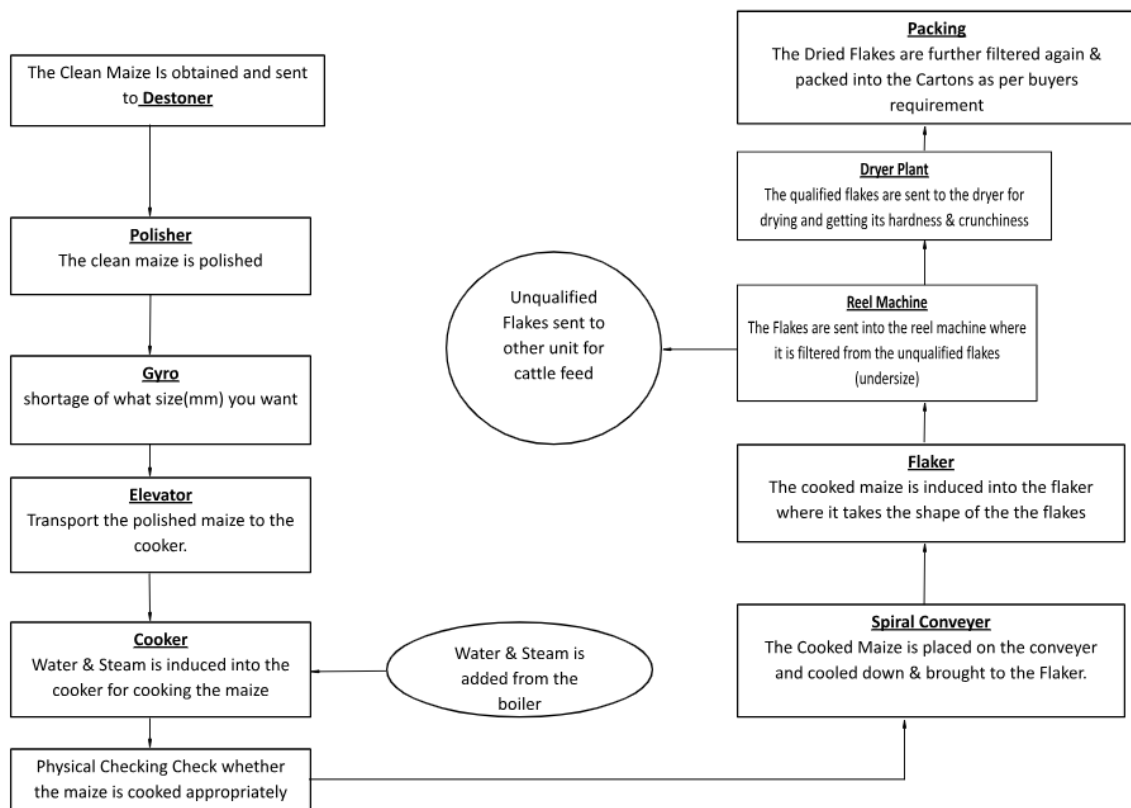 The Clean Maize Is obtained and sent
to Destoner
Polisher
The clean maize is polished
Gyro
shortage of what size(mm) you want
Elevator
Transport the polished maize to the
cooker.
Cooker
Water & Steam is induced into the
cooker for cooking the maize
Water & Steam is
added from the
boiler
Physical Checking Check whether
the maize is cooked appropriately
Spiral Conveyer
The Cooked Maize is placed on the conveyer
and cooled down & brought to the Flaker.
Flaker
The cooked maize is induced into the flaker
where it takes the shape of the the flakes
Reel Machine
The Flakes are sent into the reel machine where
it is filtered from the unqualified flakes
(undersize)
Unqualified
Flakes sent to
other unit for
cattle feed
Dryer Plant
The qualified flakes are sent to the dryer for
drying and getting its hardness & crunchiness
Packing
The Dried Flakes are further filtered again &
packed into the Cartons as per buyers
requirement